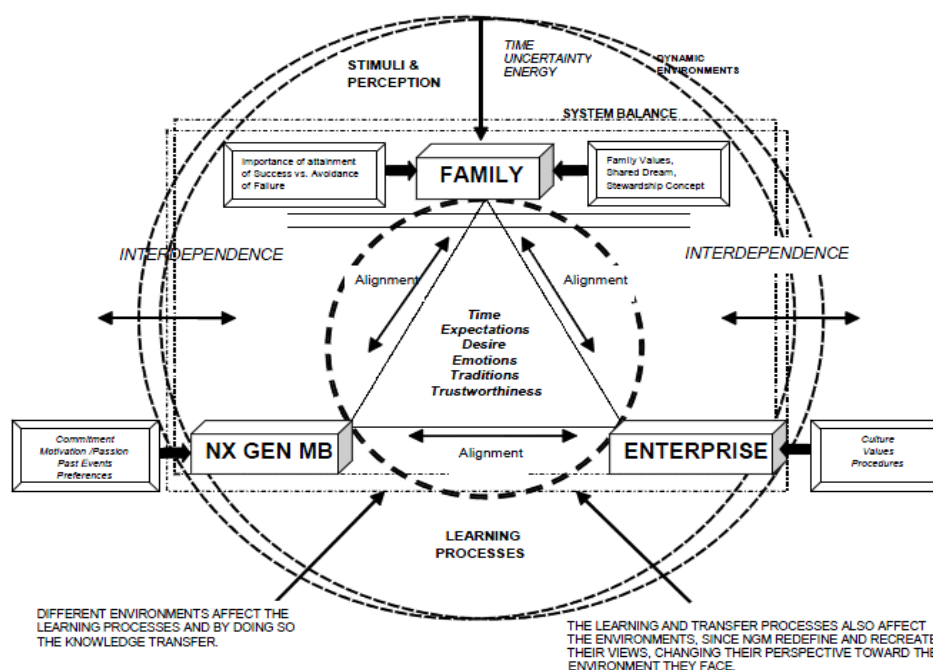 STIMULI &
PERCEPTION
TIME
UNCERTAINTY
ENERGY
DYNAMIC
ENVIRONMENTS
SYSTEM BALANCE
Importance of attainment
of Success vs. Avoidance
of Failure
FAMILY
Family Values,
Shared Dream,
Stewardship Concept
INTERDEPENDENCE
INTERDEPENDENCE
Alignment
Alignment
Time
Expectations
Desire
Emotions
Traditions
Trustworthiness
Commitment
Motivation /Passion
Past Events
Preferences
NX GEN MB
Alignment
ENTERPRISE
Culture
Values
Procedures
LEARNING
PROCESSES
DIFFERENT ENVIRONMENTS AFFECT THE
LEARNING PROCESSES AND BY DOING SO
THE KNOWLEDGE TRANSFER.
THE LEARNING AND TRANSFER PROCESSES ALSO AFFECT
THE ENVIRONMENTS, SINCE NGM REDEFINE AND RECREATE
THEIR VIEWS, CHANGING THEIR PERSPECTIVE TOWARD THE
ENVIRONMENT THEY FACE.